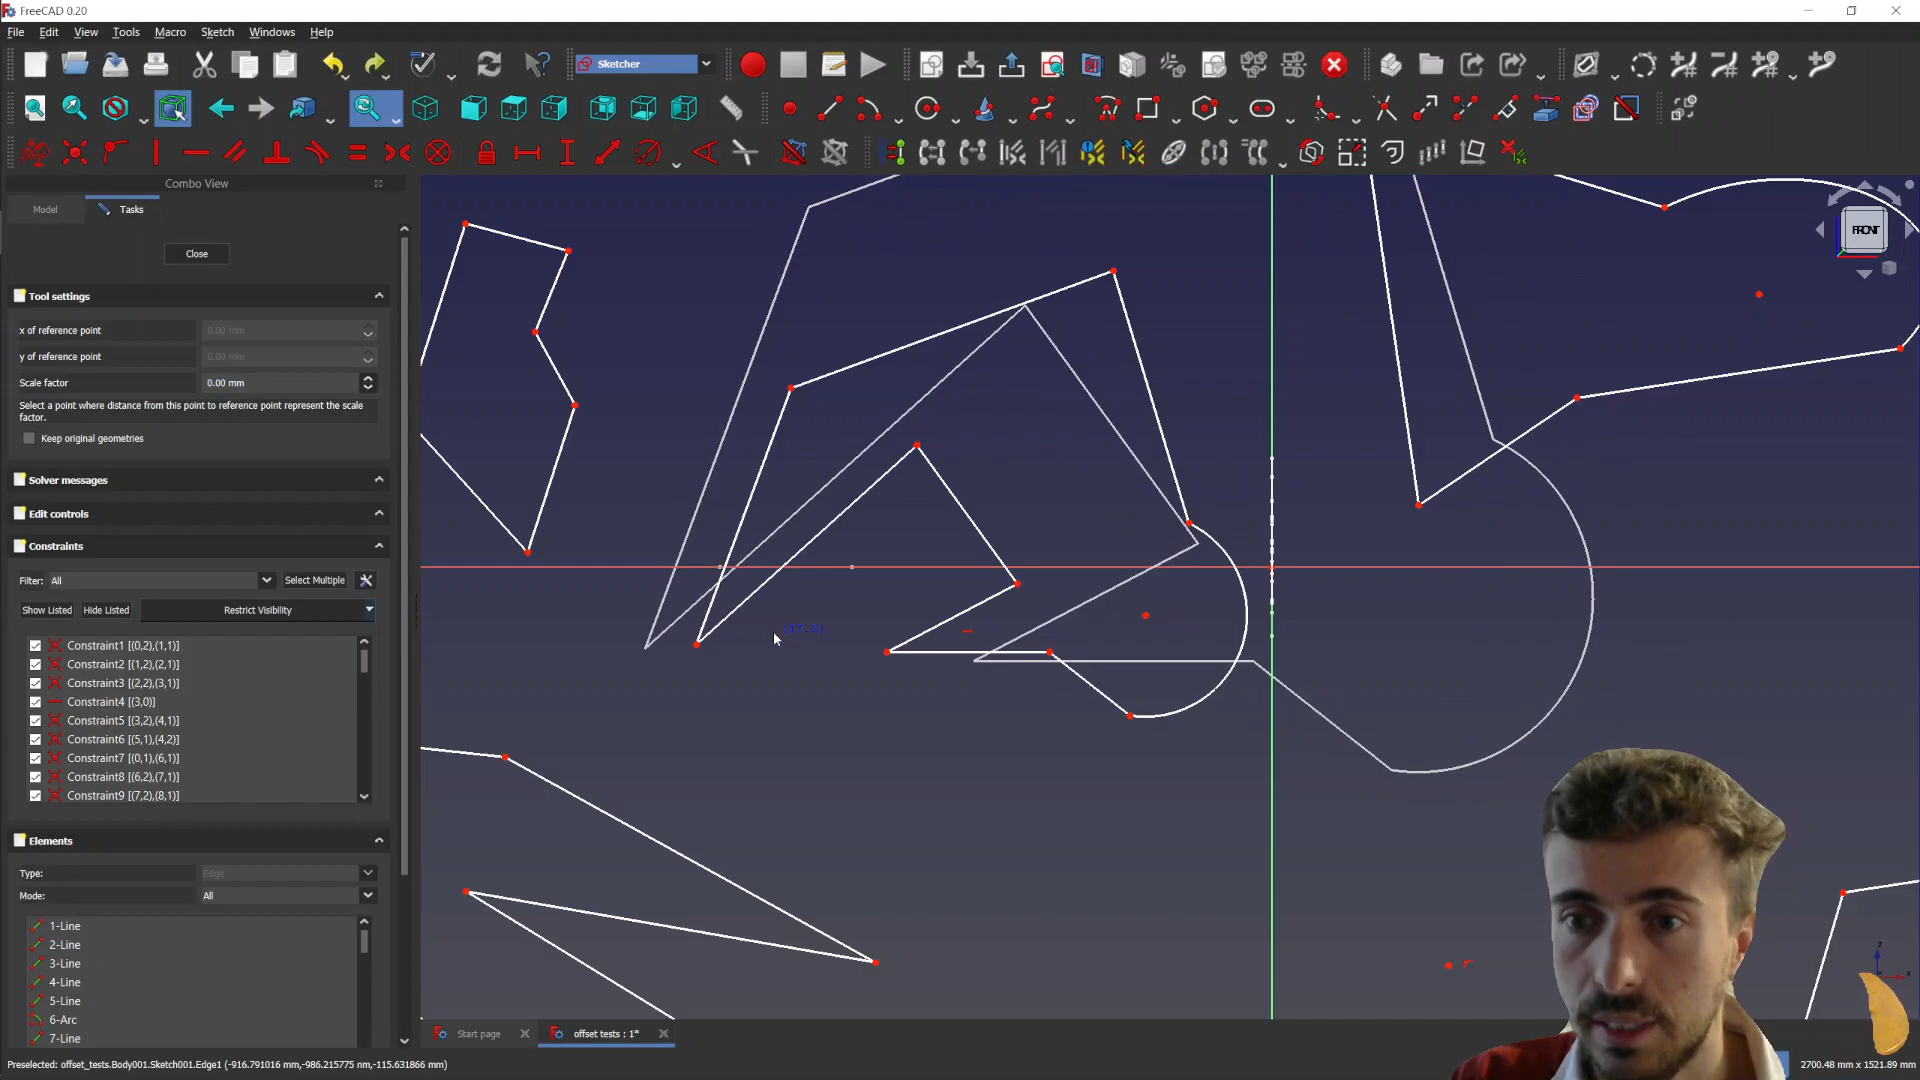 FreeCAD 0.20
File Edit View Tools Macro Sketch Windows Help
Sketcher
Combo View
Model Tasks
Close
Tool settings
x of reference point 0.00 mm
y of reference point 0.00 mm
Scale factor 0.00 mm
Select a point where distance from this point to reference point represent the scale
factor.
Keep original geometries
Solver messages
Edit controls
Constraints
Filter: All Select Multiple
Show Listed Hide Listed Restrict Visibility
Constraint1 [(0,2),(1,1)]
Constraint2 [(1,2),(2,1)]
Constraint3 [(2,2),(3,1)]
Constraint4 [(3,0)]
Constraint5 [(3,2),(4,1)]
Constraint6 [(5,1),(4,2)]
Constraint7 [(0,1),(6,1)]
Constraint8 [(6,2),(7,1)]
Constraint9 [(7,2),(8,1)]
Elements
Type: Edge
Mode: All
1-Line
2-Line
3-Line
4-Line
5-Line
6-Arc
7-Line
FRONT
z
x
Start page offset tests : 1*
Preselected: offset_tests.Body001.Sketch001.Edge1 (-916.791016 mm,-986.215775 mm,-115.631866 mm)
2700.48 mm x 1521.89 mm